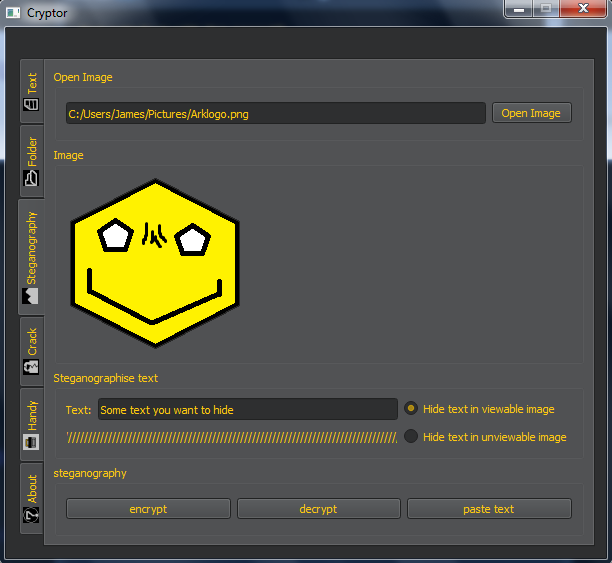 Cryptor
Text
Folder
Steganography
Crack
Handy
About
Open Image
C:/Users/James/Pictures/Arklogo.png
Open Image
Image
Steganographise text
Text: Some text you want to hide
Hide text in viewable image
Hide text in unviewable image
steganography
encrypt decrypt paste text